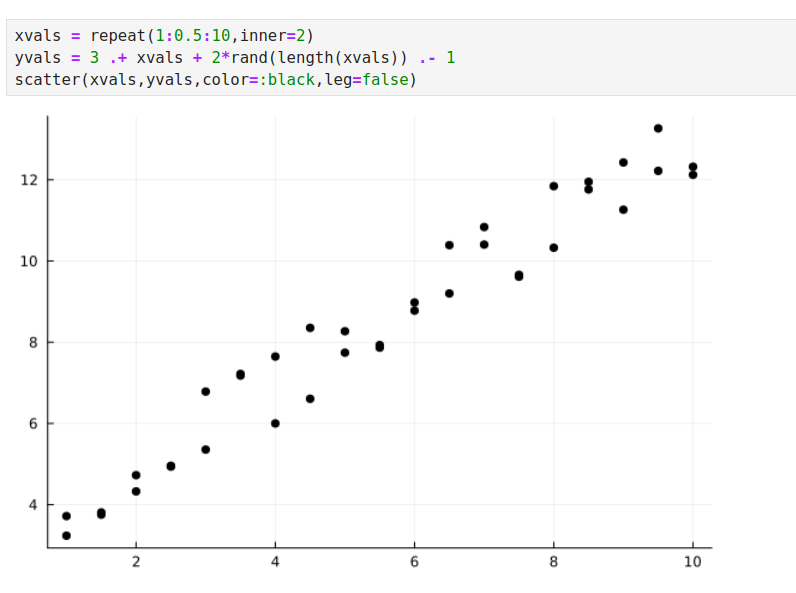 xvals = repeat(1:0.5:10,inner=2)
yvals = 3 .+ xvals + 2*rand(length(xvals)) .- 1
scatter(xvals,yvals,color=:black,leg=false)
12
10
8
6
4
2 4 6 8 10